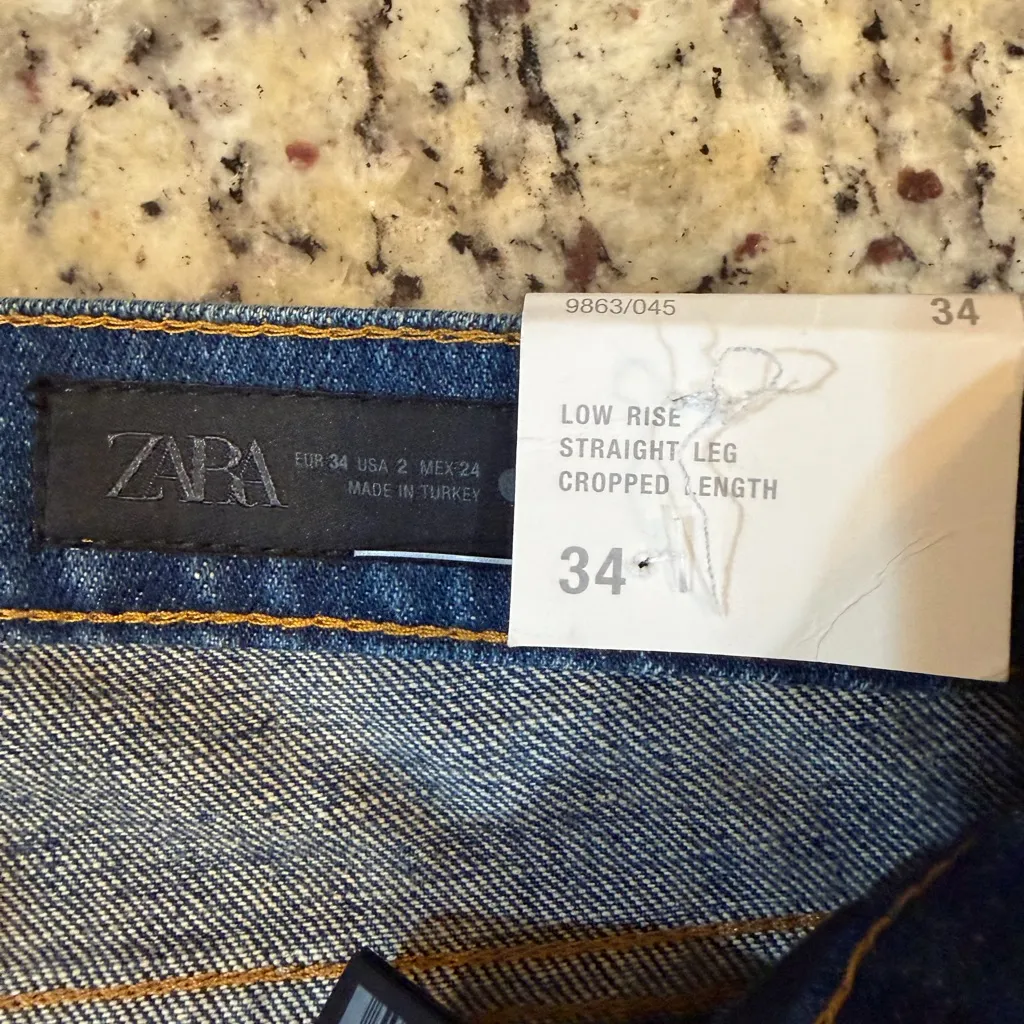 9863/045 34
LOW RISE
STRAIGHT LEG
CROPPED LENGTH
34
ZARA
EUR 34 USA 2 MEX 24
MADE IN TURKEY